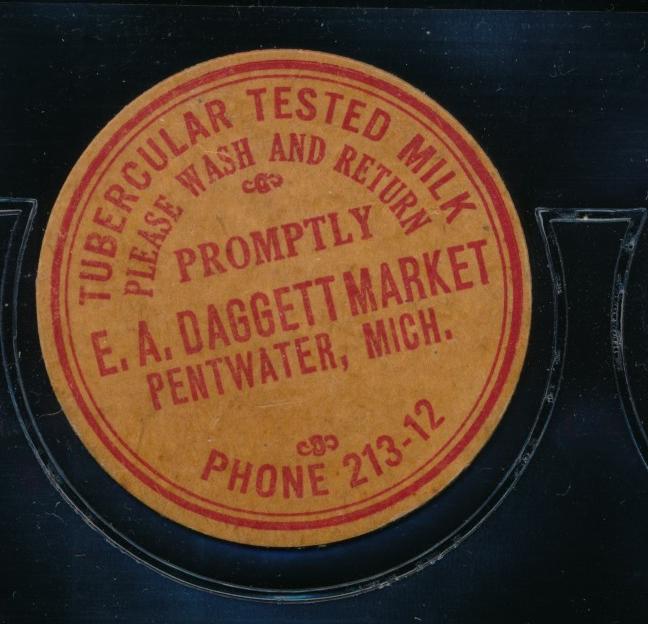 TUBERCULAR TESTED MILK
PLEASE WASH AND RETURN
PROMPTLY
E. A. DAGGETT MARKET
PENTWATER, MICH.
PHONE 213-12